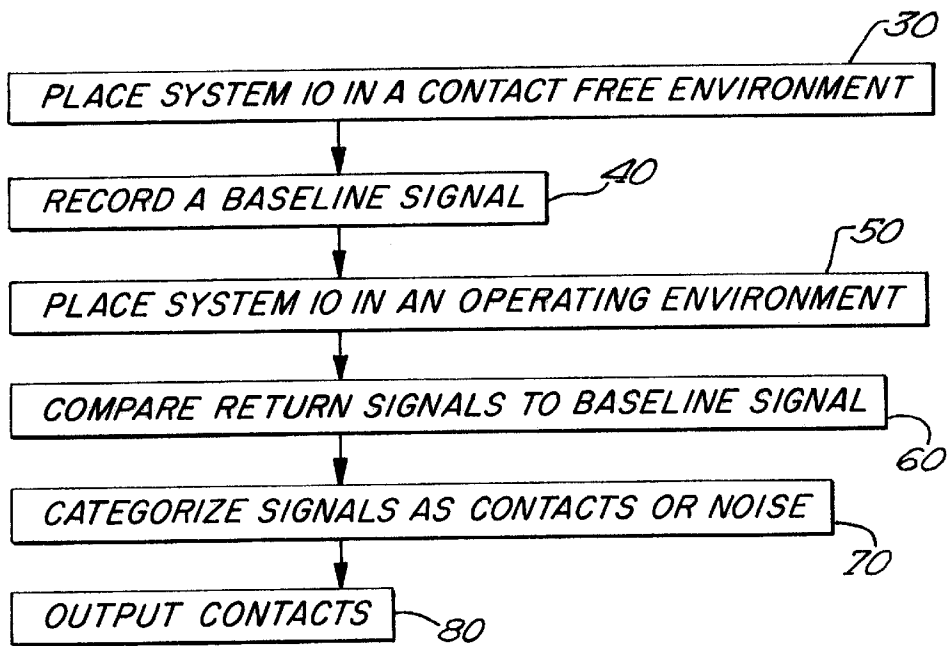 30
PLACE SYSTEM 10 IN A CONTACT FREE ENVIRONMENT
RECORD A BASELINE SIGNAL
40
50
PLACE SYSTEM 10 IN AN OPERATING ENVIRONMENT
COMPARE RETURN SIGNALS TO BASELINE SIGNAL
60
CATEGORIZE SIGNALS AS CONTACTS OR NOISE
70
OUTPUT CONTACTS
80